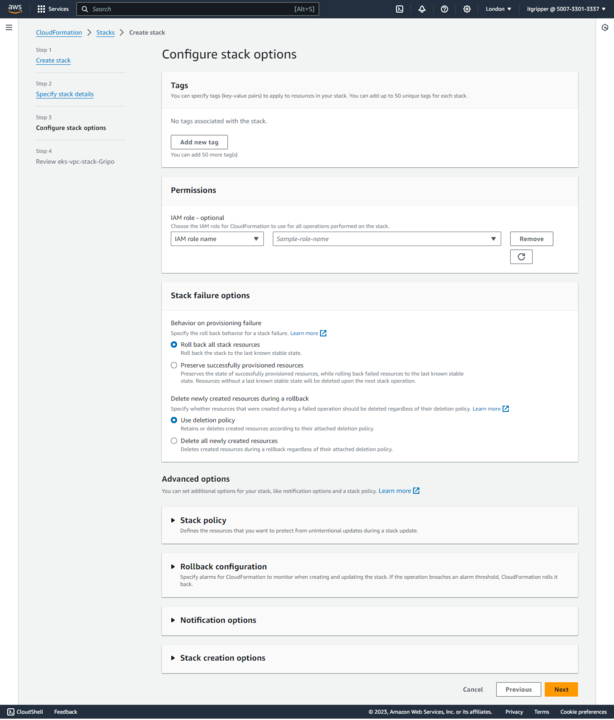 aws
Services
Search
[Alt+S]
London ▼
itgripper @ 5007-3301-3337 ▼
CloudFormation > Stacks > Create stack
Step 1
Create stack
Step 2
Specify stack details
Step 3
Configure stack options
Step 4
Review eks-vpc-stack-Gripo
Configure stack options
Tags
You can specify tags (key-value pairs) to apply to resources in your stack. You can add up to 50 unique tags for each stack.
No tags associated with the stack.
Add new tag
You can add 50 more tag(s)
Permissions
IAM role - optional
Choose the IAM role for CloudFormation to use for all operations performed on the stack.
IAM role name
Sample-role-name
Remove
Stack failure options
Behavior on provisioning failure
Specify the roll back behavior for a stack failure. Learn more
Roll back all stack resources
Roll back the stack to the last known stable state.
Preserve successfully provisioned resources
Preserves the state of successfully provisioned resources, while rolling back failed resources to the last known stable
state. Resources without a last known stable state will be deleted upon the next stack operation.
Delete newly created resources during a rollback
Specify whether resources that were created during a failed operation should be deleted regardless of their deletion policy. Learn more
Use deletion policy
Retains or deletes created resources according to their attached deletion policy.
Delete all newly created resources
Deletes created resources during a rollback regardless of their attached deletion policy.
Advanced options
You can set additional options for your stack, like notification options and a stack policy. Learn more
Stack policy
Defines the resources that you want to protect from unintentional updates during a stack update.
Rollback configuration
Specify alarms for CloudFormation to monitor when creating and updating the stack. If the operation breaches an alarm threshold, CloudFormation rolls it
back.
Notification options
Stack creation options
Cancel
Previous
Next
CloudShell
Feedback
© 2023, Amazon Web Services, Inc. or its affiliates.
Privacy
Terms
Cookie preferences